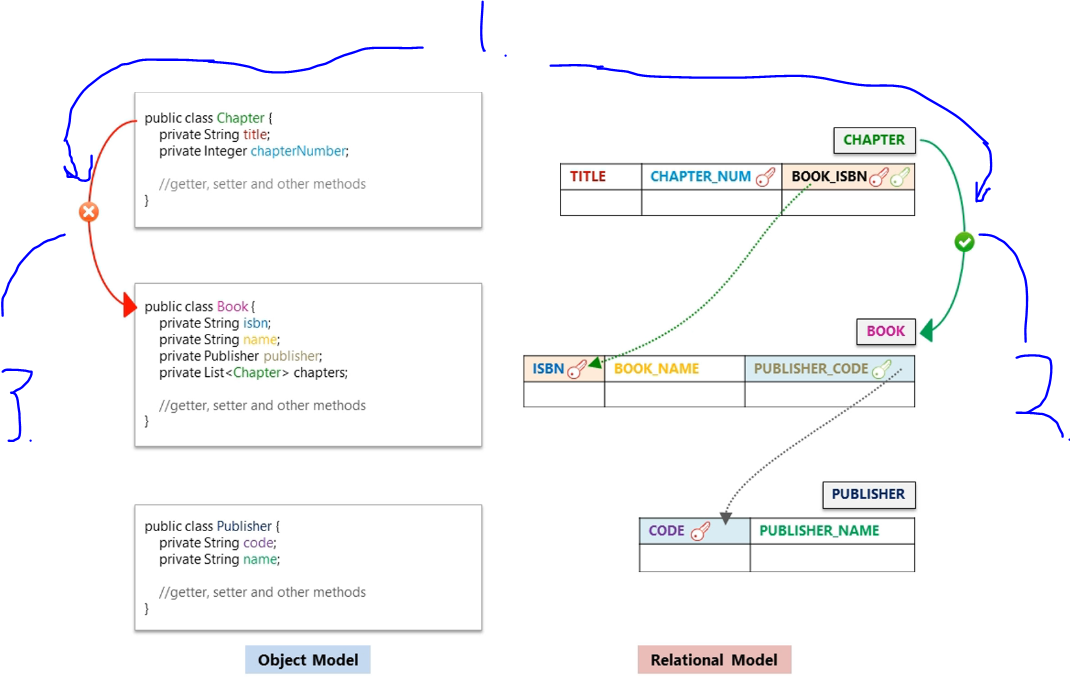 1.
public class Chapter {
private String title;
private Integer chapterNumber;
//getter, setter and other methods
}
CHAPTER
TITLE CHAPTER_NUM BOOK_ISBN
public class Book {
private String isbn;
private String name;
private Publisher publisher;
private List<Chapter> chapters;
//getter, setter and other methods
}
BOOK
ISBN BOOK_NAME PUBLISHER_CODE
3.
2.
public class Publisher {
private String code;
private String name;
//getter, setter and other methods
}
PUBLISHER
CODE PUBLISHER_NAME
Object Model
Relational Model